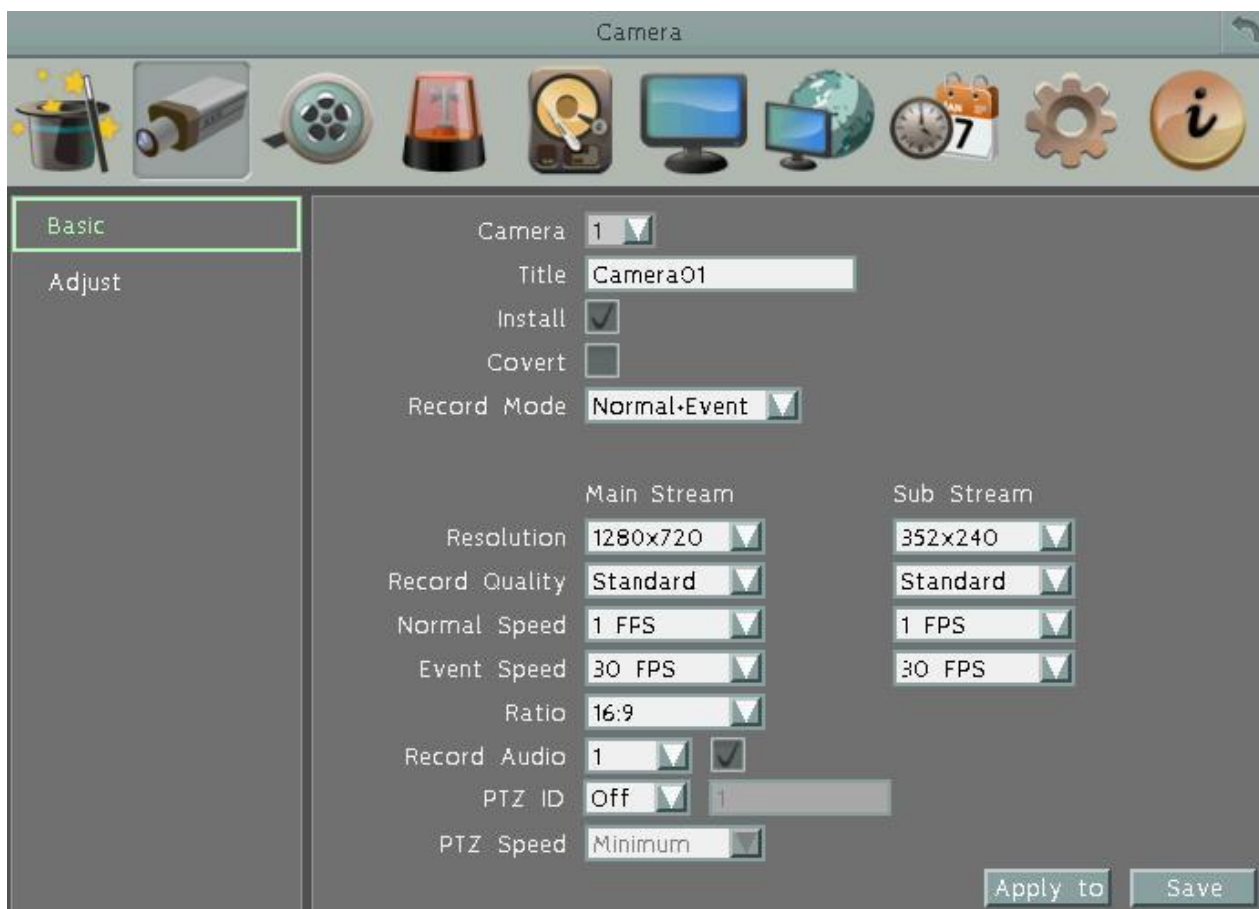 Camera
JAN
7
i
Basic
Adjust
Camera 1
Title Camera01
Install
Covert
Record Mode Normal+Event
Main Stream Sub Stream
Resolution 1280x720 352x240
Record Quality Standard Standard
Normal Speed 1 FPS 1 FPS
Event Speed 30 FPS 30 FPS
Ratio 16:9
Record Audio 1
PTZ ID Off 1
PTZ Speed Minimum
Apply to Save